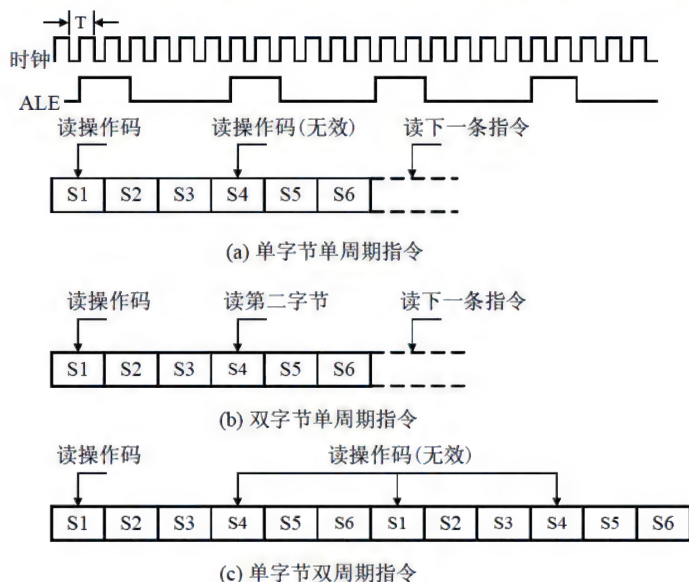 T
时钟
ALE
读操作码 读操作码(无效) 读下一条指令
S1 S2 S3 S4 S5 S6
(a) 单字节单周期指令
读操作码 读第二字节 读下一条指令
S1 S2 S3 S4 S5 S6
(b) 双字节单周期指令
读操作码 读操作码(无效)
S1 S2 S3 S4 S5 S6 S1 S2 S3 S4 S5 S6
(c) 单字节双周期指令